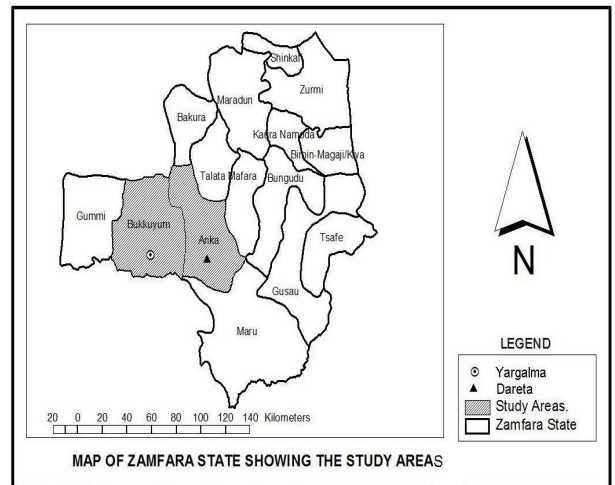 Shinkafi
Zurmi
Maradun
Bakura
Kaura Namoda
Birnin-Magaji/Kiya
Talata Mafara
Bungudu
Gummi
Bukkuyum
Anka
Tsafe
Gusau
Maru
N
LEGEND
Yargalma
Dareta
Study Areas.
Zamfara State
20 0 20 40 60 80 100 120 140 Kilometers
MAP OF ZAMFARA STATE SHOWING THE STUDY AREAS